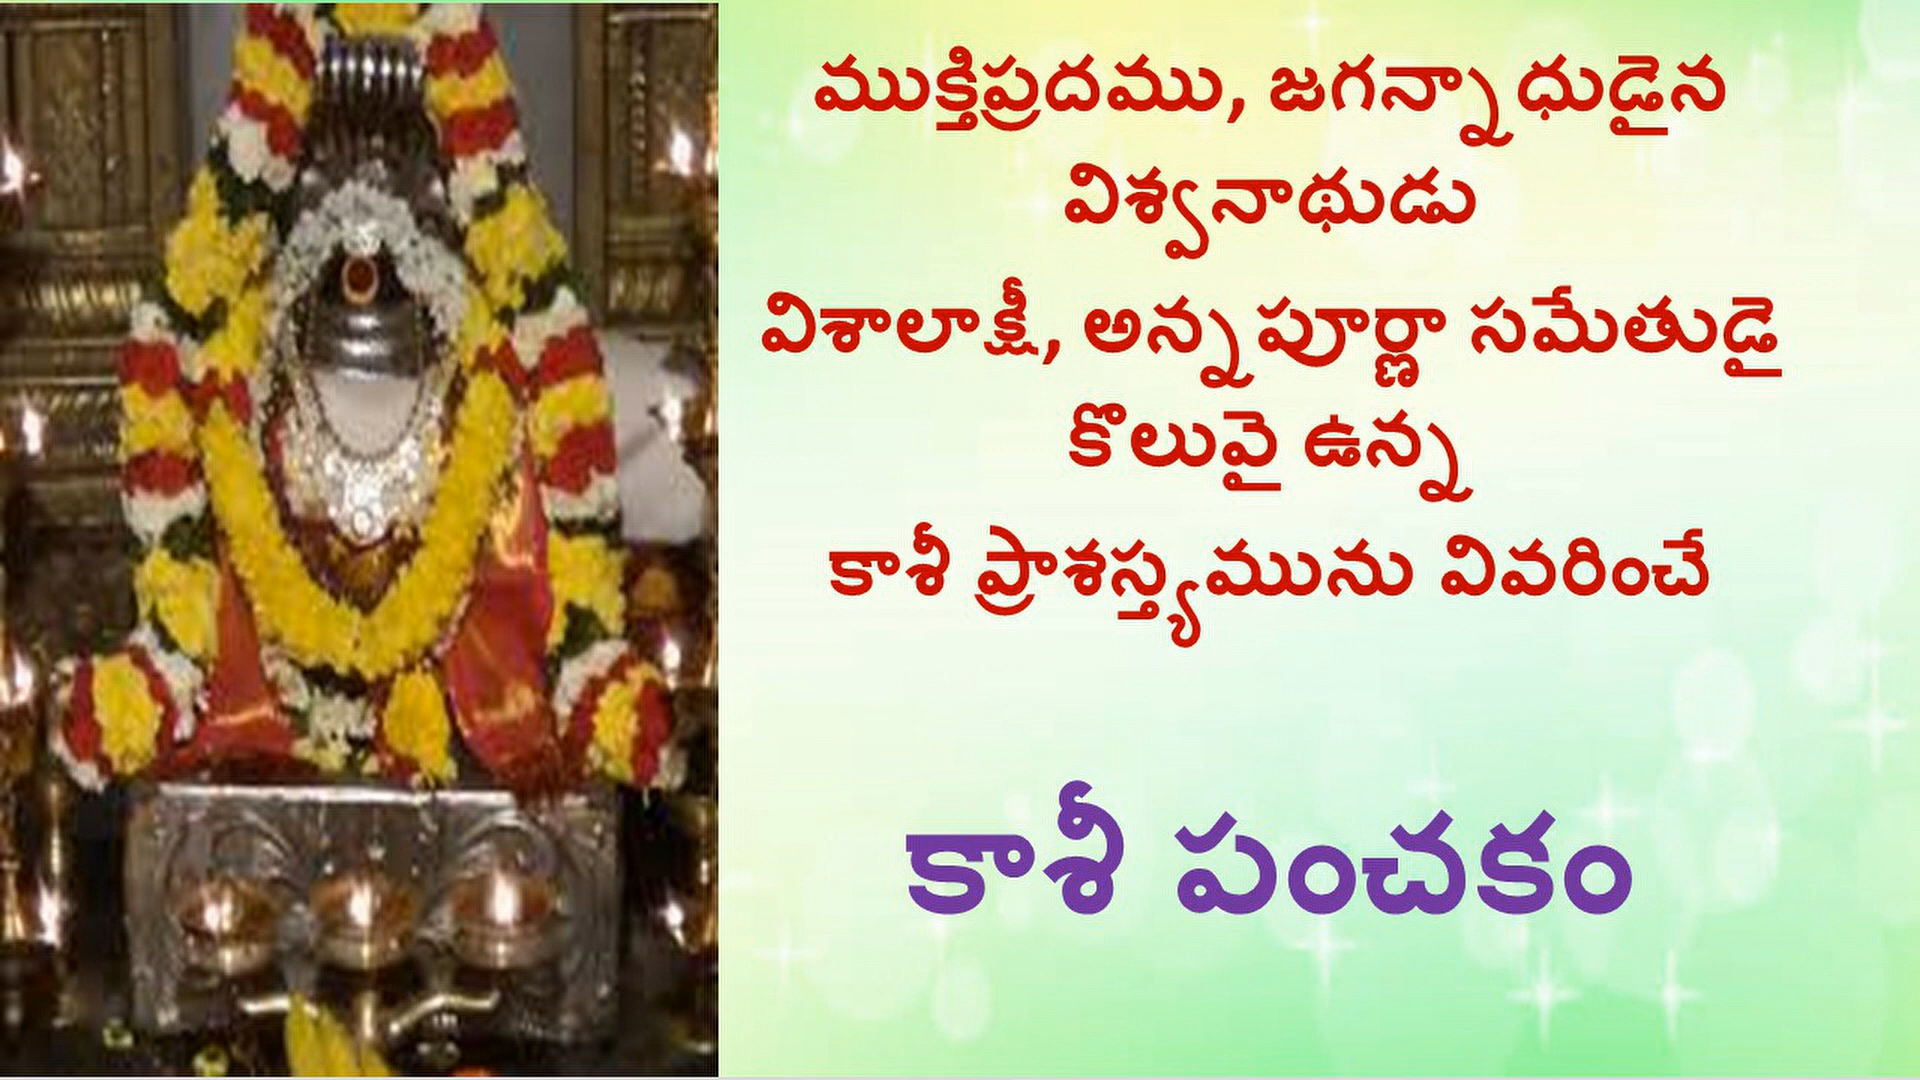 ముక్తిప్రదము, జగన్నాధుడైన
విశ్వనాథుడు
విశాలాక్షీ, అన్నపూర్ణా సమేతుడై
కొలువై ఉన్న
కాశీ ప్రాశస్త్యమును వివరించే
కాశీ పంచకం